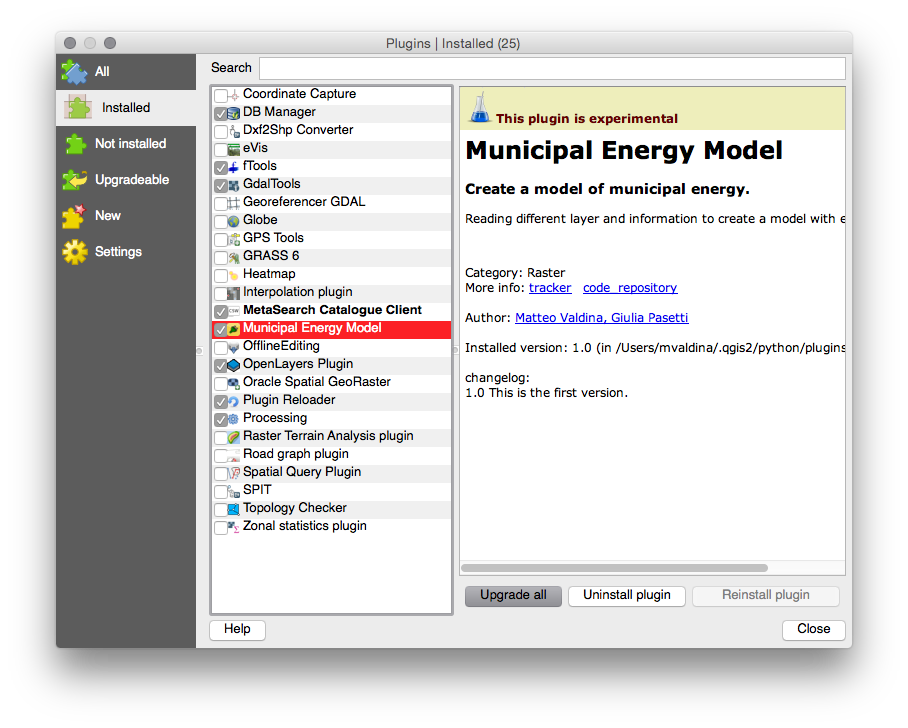 Plugins | Installed (25)
All
Installed
Not installed
Upgradeable
New
Settings
Search
Coordinate Capture
DB Manager
Dxf2Shp Converter
eVis
fTools
GdalTools
Georeferencer GDAL
Globe
GPS Tools
GRASS 6
Heatmap
Interpolation plugin
MetaSearch Catalogue Client
Municipal Energy Model
OfflineEditing
OpenLayers Plugin
Oracle Spatial GeoRaster
Plugin Reloader
Processing
Raster Terrain Analysis plugin
Road graph plugin
Spatial Query Plugin
SPIT
Topology Checker
Zonal statistics plugin
This plugin is experimental
Municipal Energy Model
Create a model of municipal energy.
Reading different layer and information to create a model with e
Category: Raster
More info: tracker code repository
Author: Matteo Valdina, Giulia Pasetti
Installed version: 1.0 (in /Users/mvaldina/.qgis2/python/plugins
changelog:
1.0 This is the first version.
Upgrade all
Uninstall plugin
Reinstall plugin
Help
Close